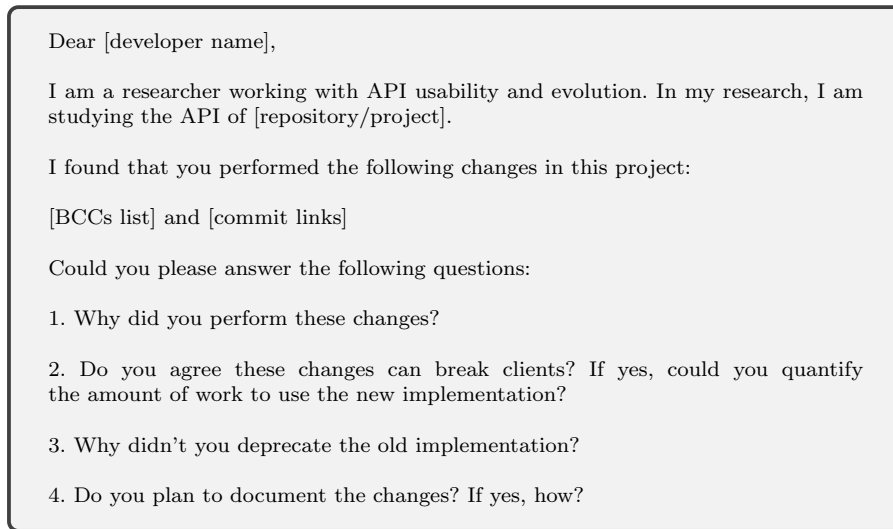 Dear [developer name],
I am a researcher working with API usability and evolution. In my research, I am
studying the API of [repository/project].
I found that you performed the following changes in this project:
[BCCs list] and [commit links]
Could you please answer the following questions:
1. Why did you perform these changes?
2. Do you agree these changes can break clients? If yes, could you quantify
the amount of work to use the new implementation?
3. Why didn't you deprecate the old implementation?
4. Do you plan to document the changes? If yes, how?